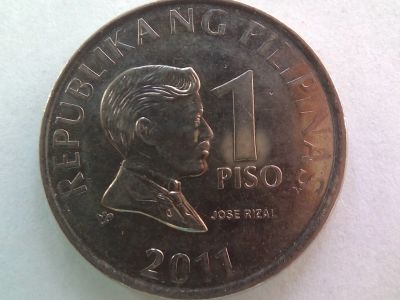 REPUBLIKA NG PILIPINAS
1
PISO
JOSE RIZAL
2011